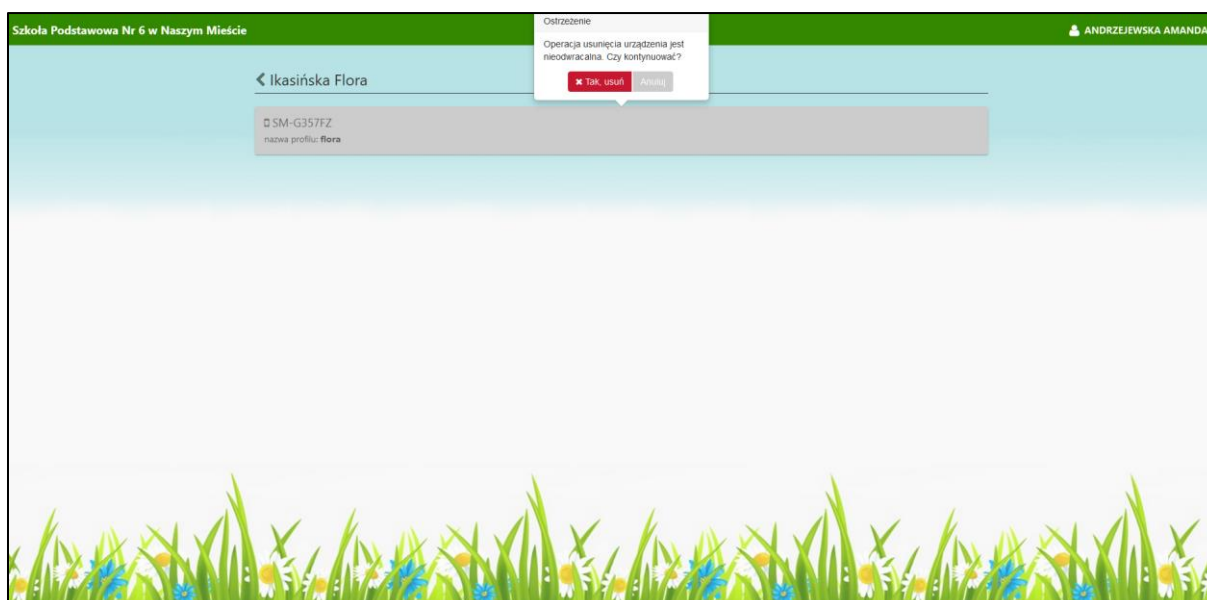 Szkoła Podstawowa Nr 6 w Naszym Mieście
ANDRZEJEWSKA AMANDA
Ostrzeżenie
Operacja usunięcia urządzenia jest
nieodwracalna. Czy kontynuować?
Tak, usuń Anuluj
Ikasińska Flora
SM-G357FZ
nazwa profilu: flora